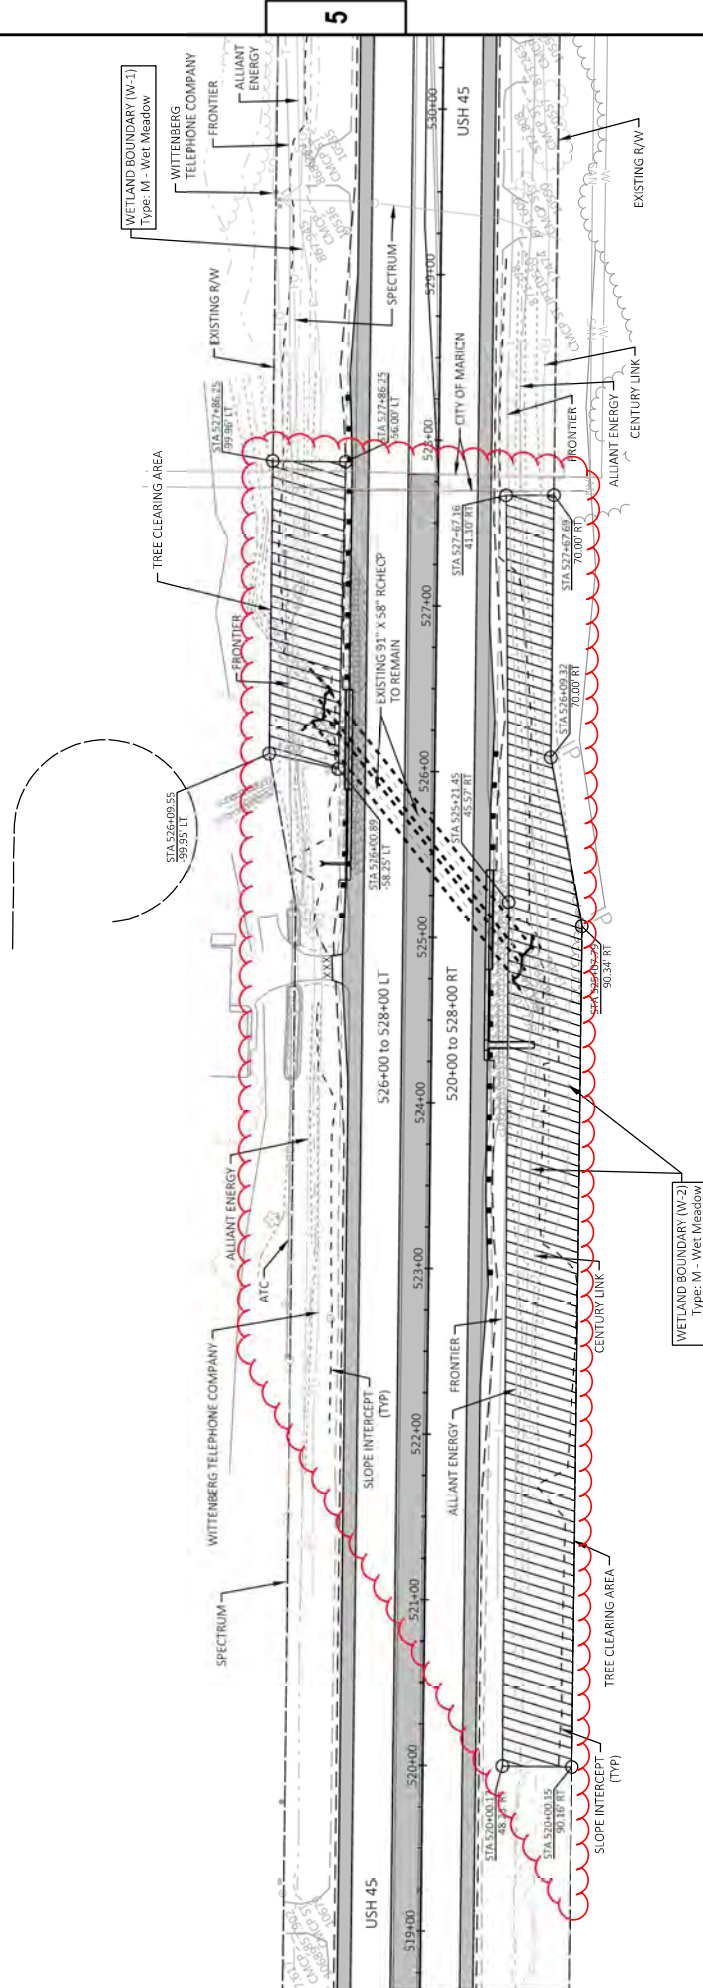 5
WETLAND BOUNDARY (W-1)
Type: M - Wet Meadow
WITTENBERG
TELEPHONE COMPANY
FRONTIER
ALLIANT
ENERGY
EXISTING R/W
SPECTRUM
USH 45
530+00
529+00
EXISTING R/W
CITY OF MARION
FRONTIER
ALLIANT ENERGY
CENTURY LINK
TREE CLEARING AREA
STA 527+86.25
-99.96' LT
STA 527+86.25
-56.00' LT
528+00
STA 527+67.16
41.10' RT
STA 527+67.69
70.00' RT
FRONTIER
EXISTING 91" X 58" RCHECP
TO REMAIN
527+00
STA 526+09.32
70.00' RT
STA 526+09.55
-99.95' LT
STA 526+00.89
-58.25' LT
526+00
STA 525+21.45
45.57' RT
525+00
STA 525+07.79
90.34' RT
XXX
526+00 to 528+00 LT
520+00 to 528+00 RT
524+00
ALLIANT ENERGY
ATC
523+00
WETLAND BOUNDARY (W-2)
Type: M - Wet Meadow
CENTURY LINK
WITTENBERG TELEPHONE COMPANY
SLOPE INTERCEPT
(TYP)
FRONTIER
ALLIANT ENERGY
522+00
SPECTRUM
521+00
TREE CLEARING AREA
520+00
STA 520+00.15
90.16' RT
SLOPE INTERCEPT
(TYP)
USH 45
519+00